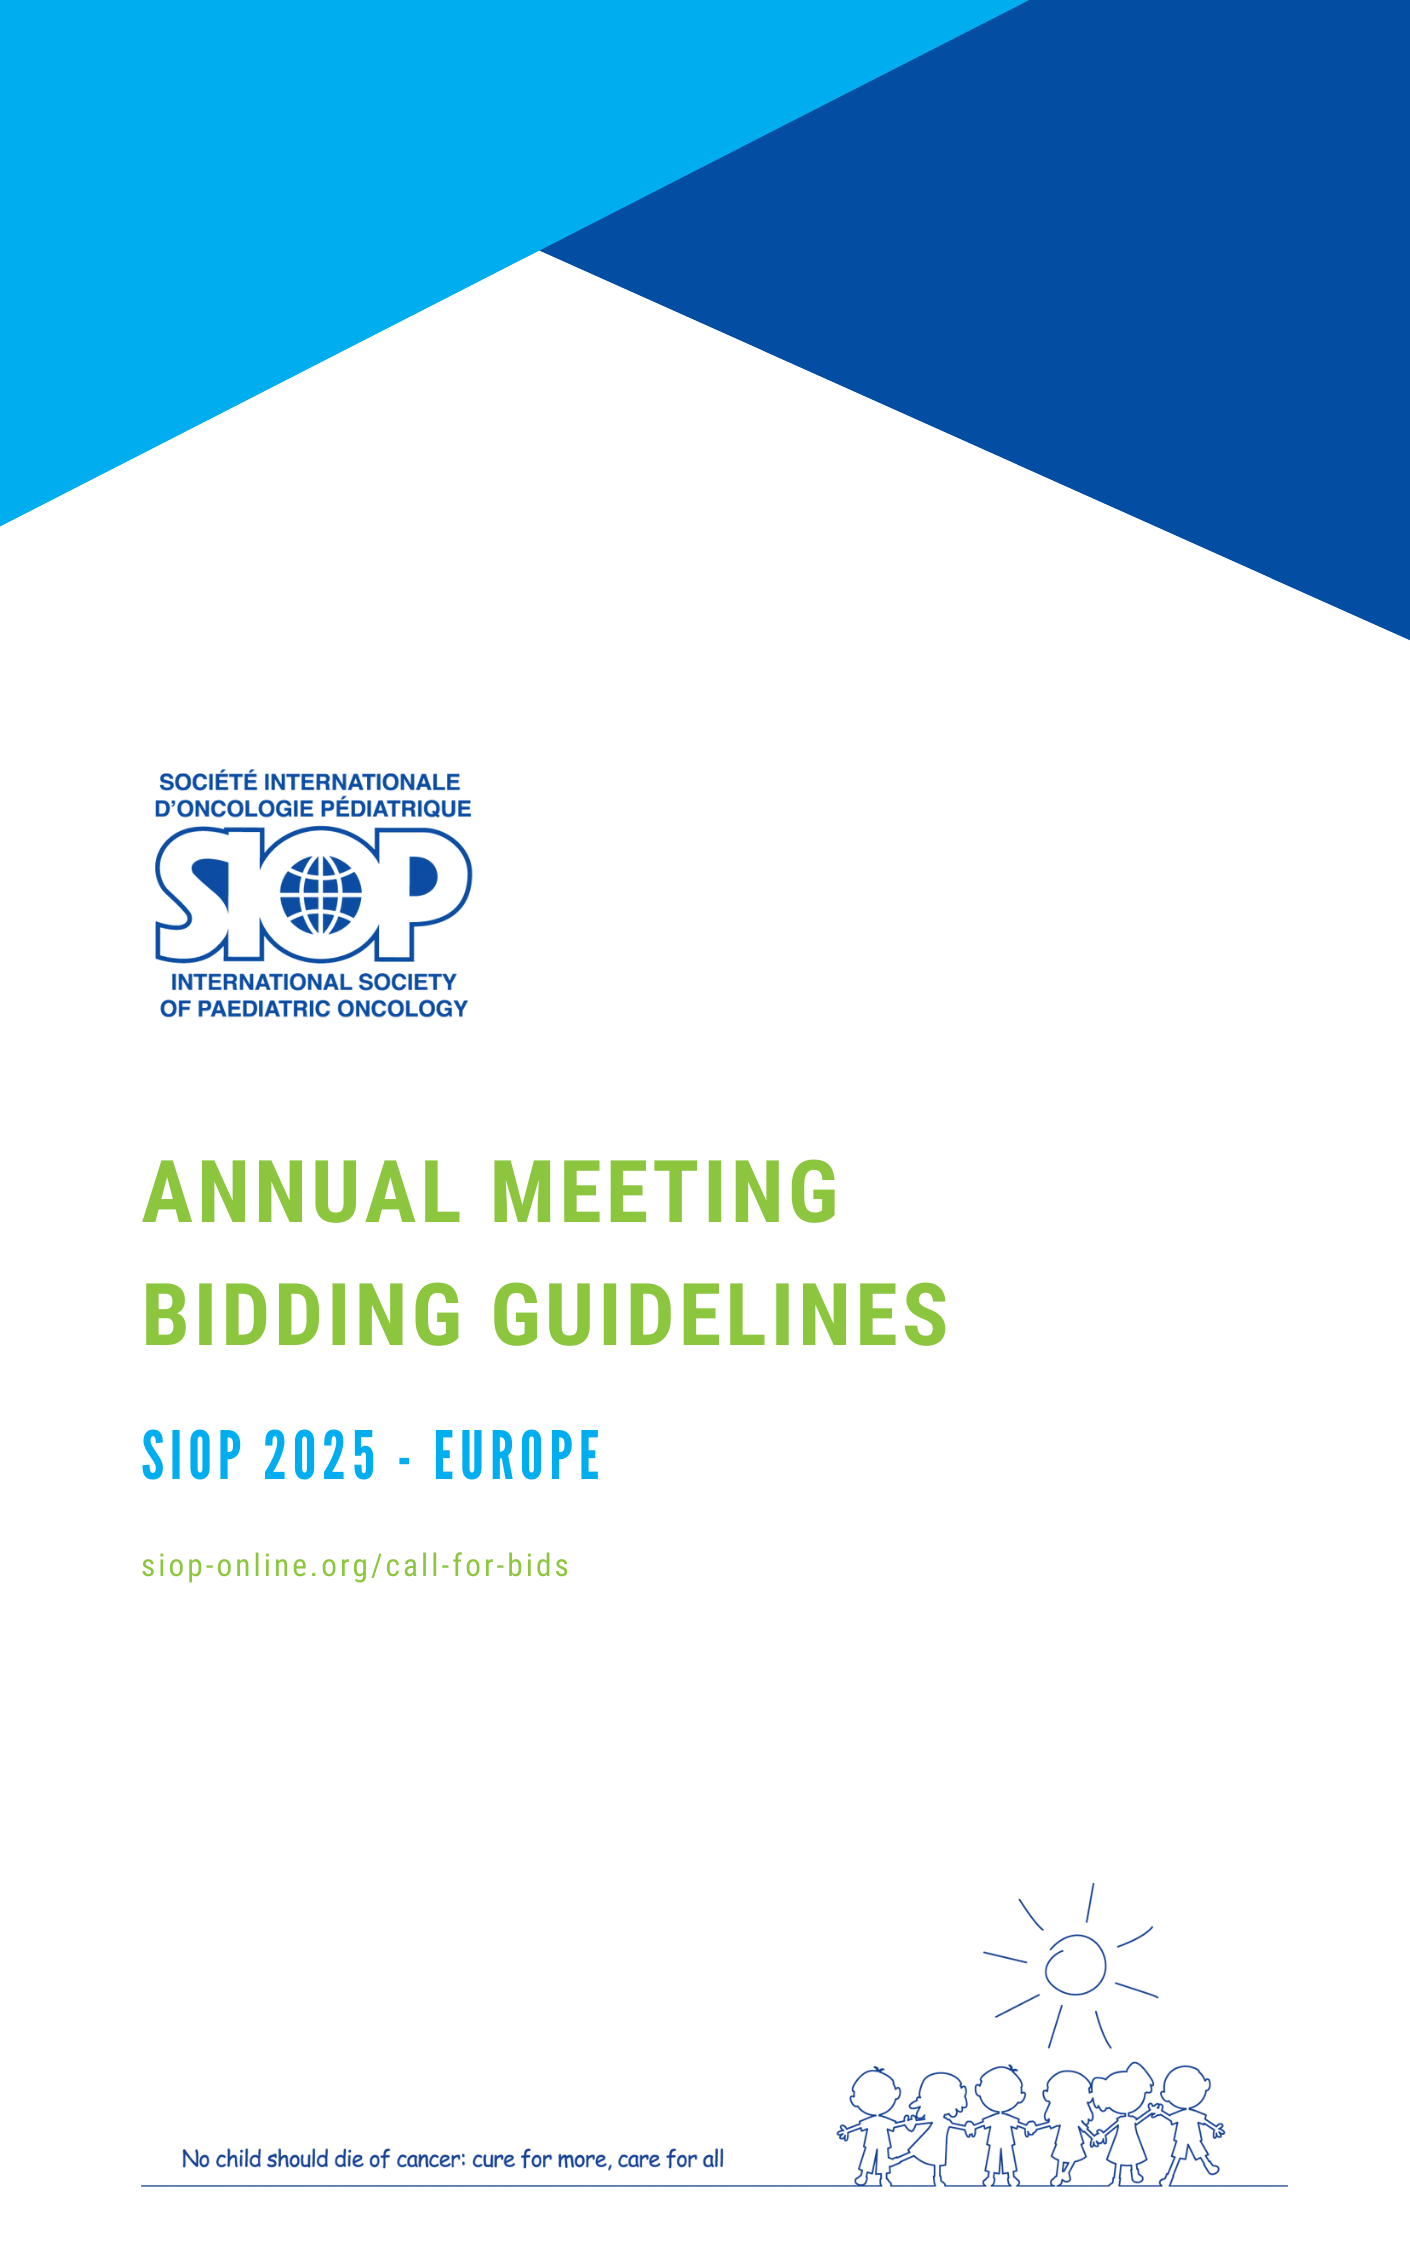 SOCIÉTÉ INTERNATIONALE
D'ONCOLOGIE PÉDIATRIQUE
SIOP
INTERNATIONAL SOCIETY
OF PAEDIATRIC ONCOLOGY
ANNUAL MEETING
BIDDING GUIDELINES
SIOP 2025 - EUROPE
siop-online.org/call-for-bids
No child should die of cancer: cure for more, care for all